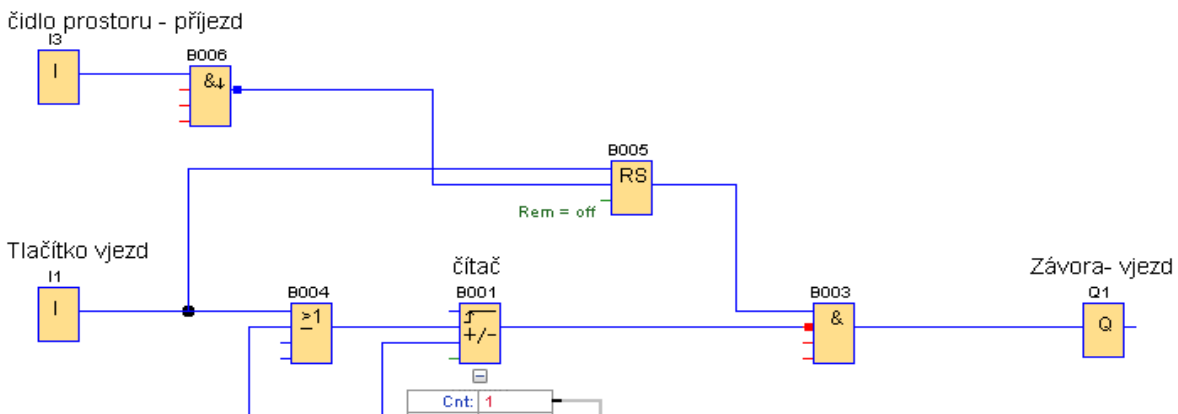 čidlo prostoru - příjezd
I3
I
B006
&↓
B005
RS
Rem = off
Tlačítko vjezd
I1
I
B004
≥1
čítač
B001
+/-
B003
&
Závora- vjezd
Q1
Q
Cnt: 1